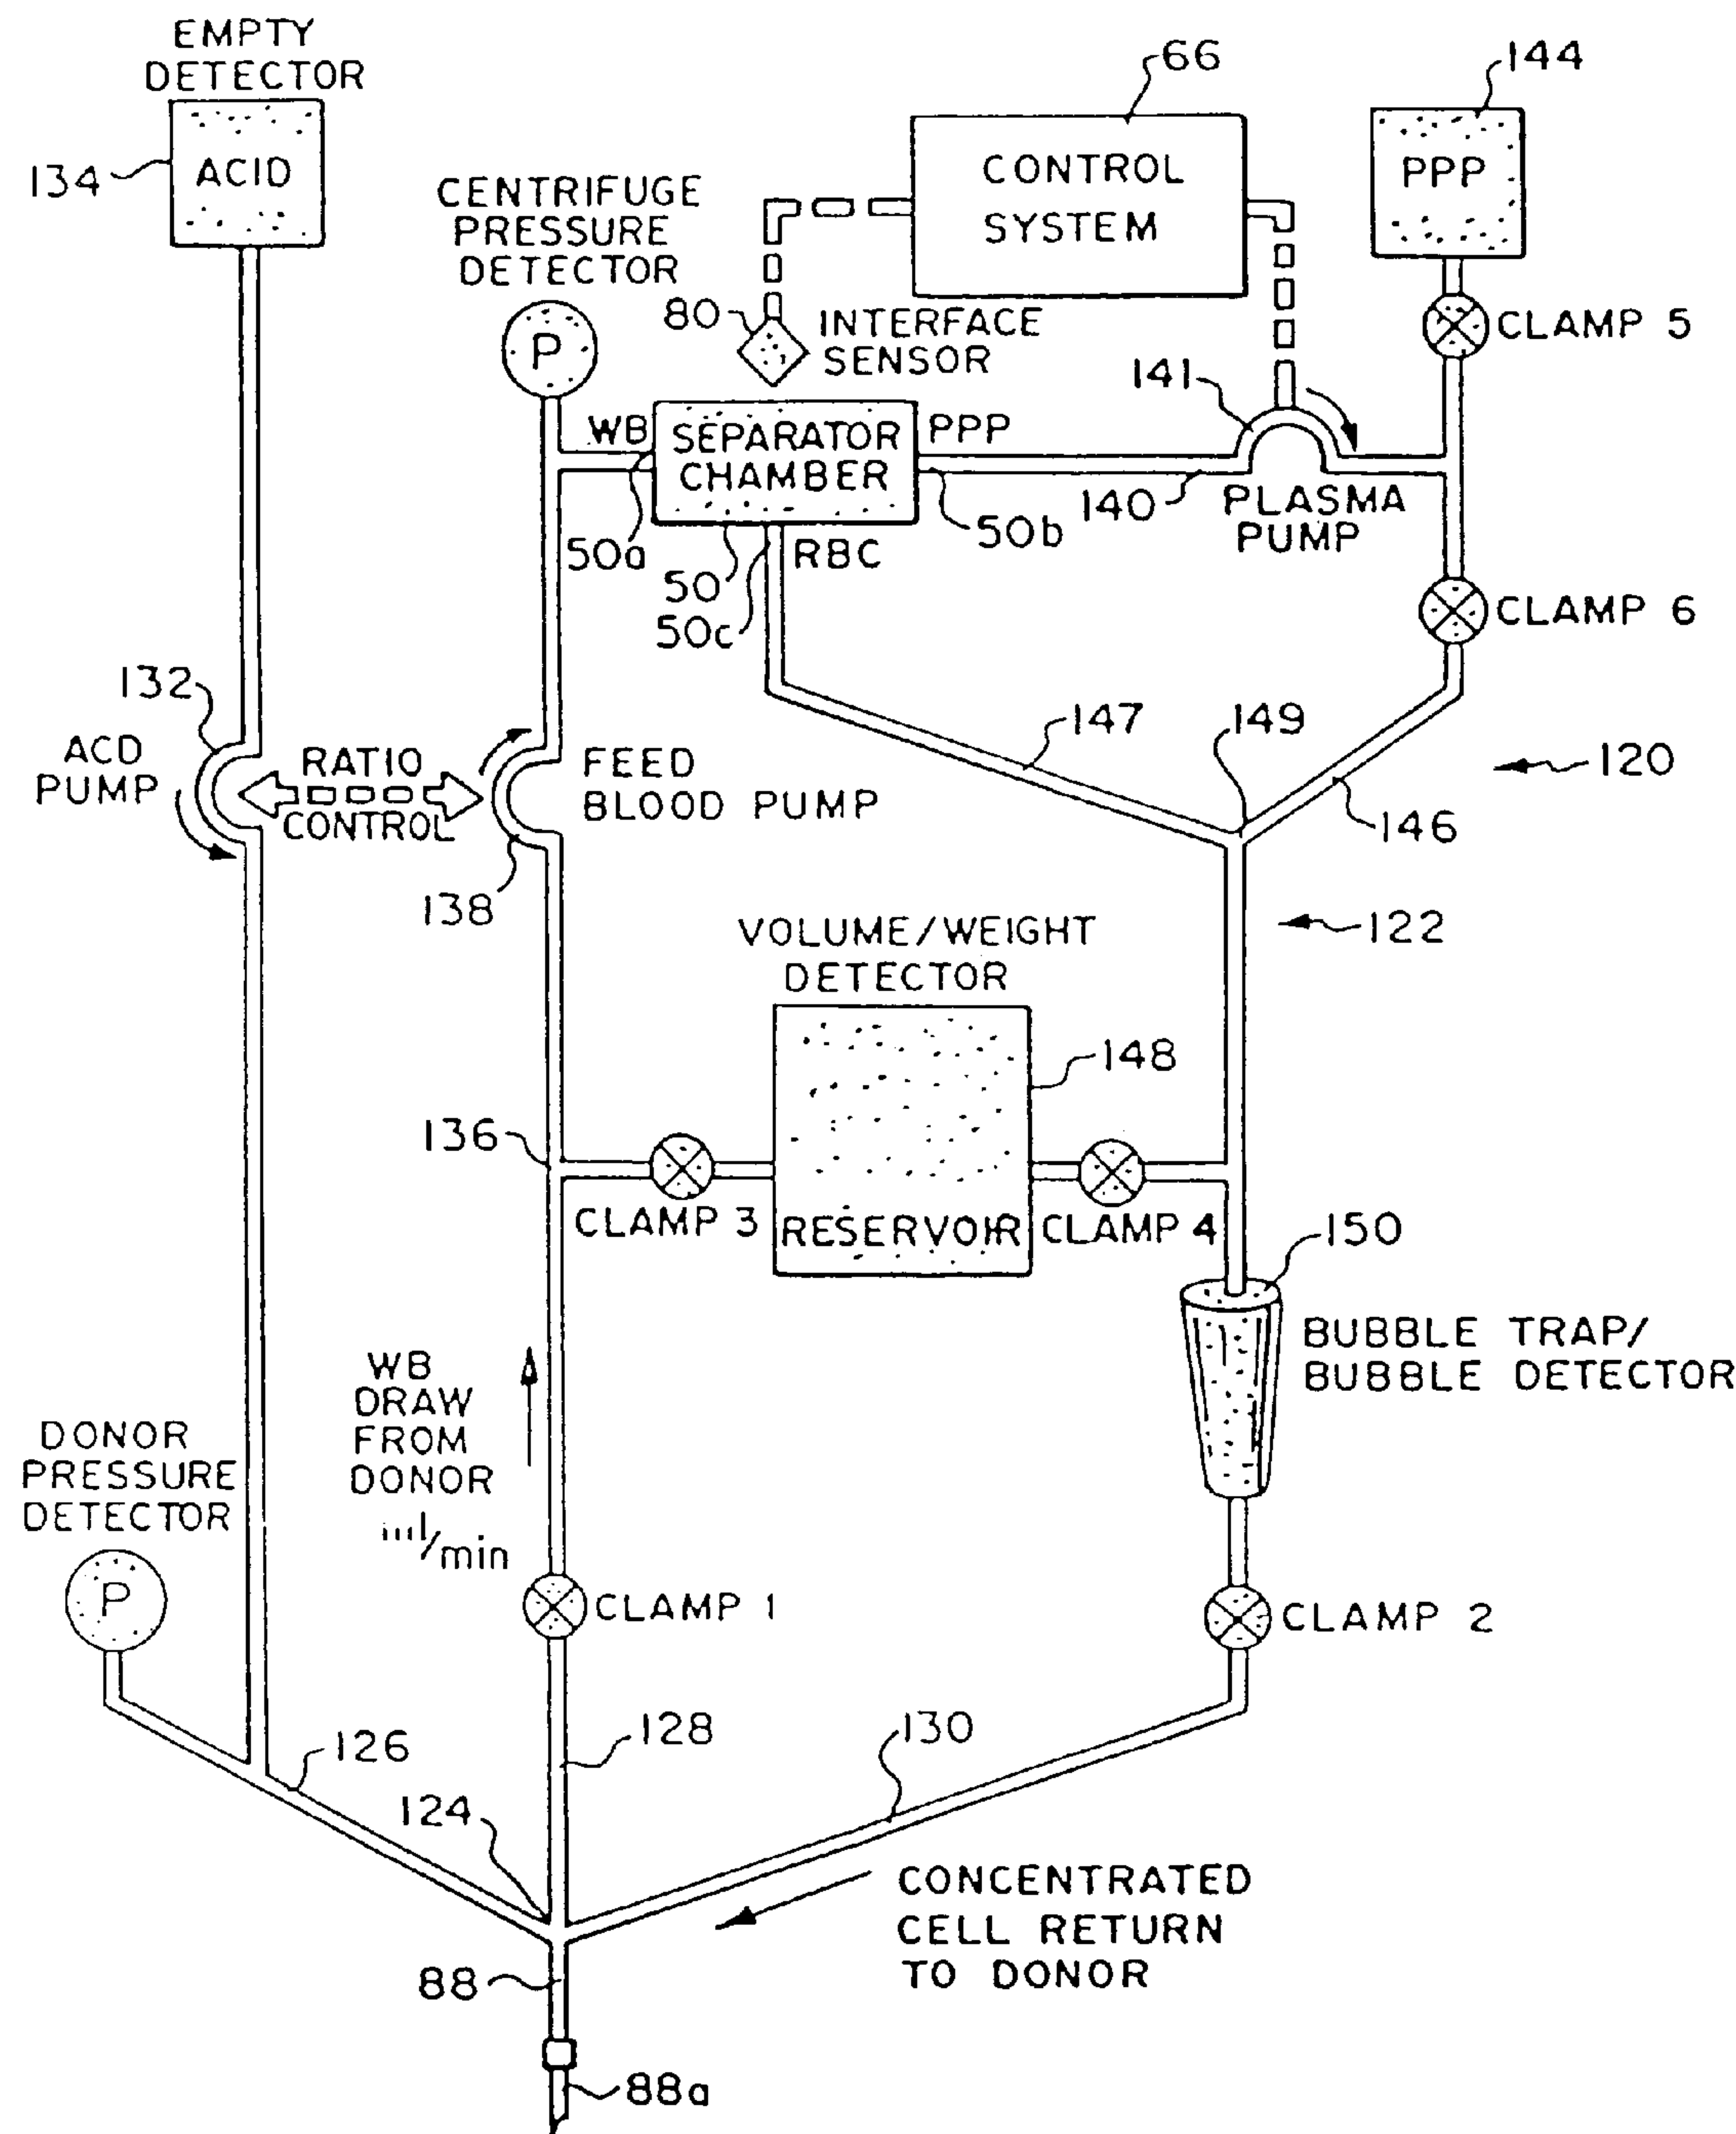 EMPTY
DETECTOR
134
ACID
66
CONTROL
SYSTEM
144
PPP
CENTRIFUGE
PRESSURE
DETECTOR
P
80
INTERFACE
SENSOR
CLAMP 5
141
WB
SEPARATOR
CHAMBER
PPP
50a
50
50c
RBC
50b
140
PLASMA
PUMP
CLAMP 6
132
ACD
PUMP
RATIO
CONTROL
FEED
BLOOD PUMP
138
147
149
120
146
122
VOLUME/WEIGHT
DETECTOR
148
136
CLAMP 3
RESERVOIR
CLAMP 4
150
BUBBLE TRAP/
BUBBLE DETECTOR
WB
DRAW
FROM
DONOR
ml/min
DONOR
PRESSURE
DETECTOR
P
CLAMP 1
CLAMP 2
126
128
130
124
CONCENTRATED
CELL RETURN
TO DONOR
88
88a